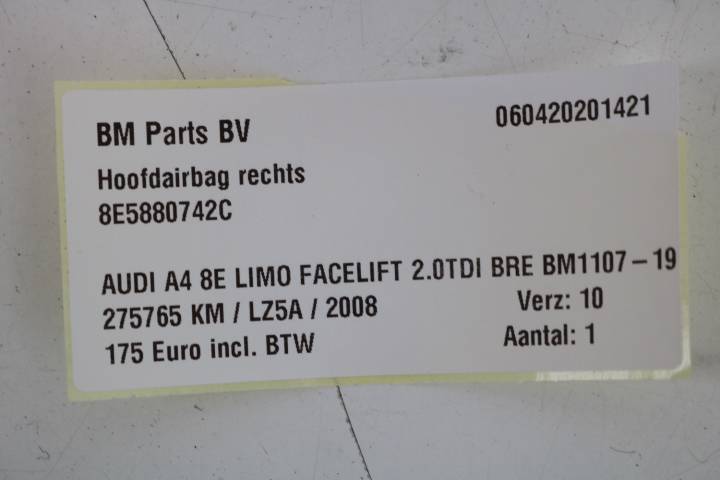 BM Parts BV 060420201421
Hoofdairbag rechts
8E5880742C
AUDI A4 8E LIMO FACELIFT 2.0TDI BRE BM1107-19
275765 KM / LZ5A / 2008 Verz: 10
175 Euro incl. BTW Aantal: 1